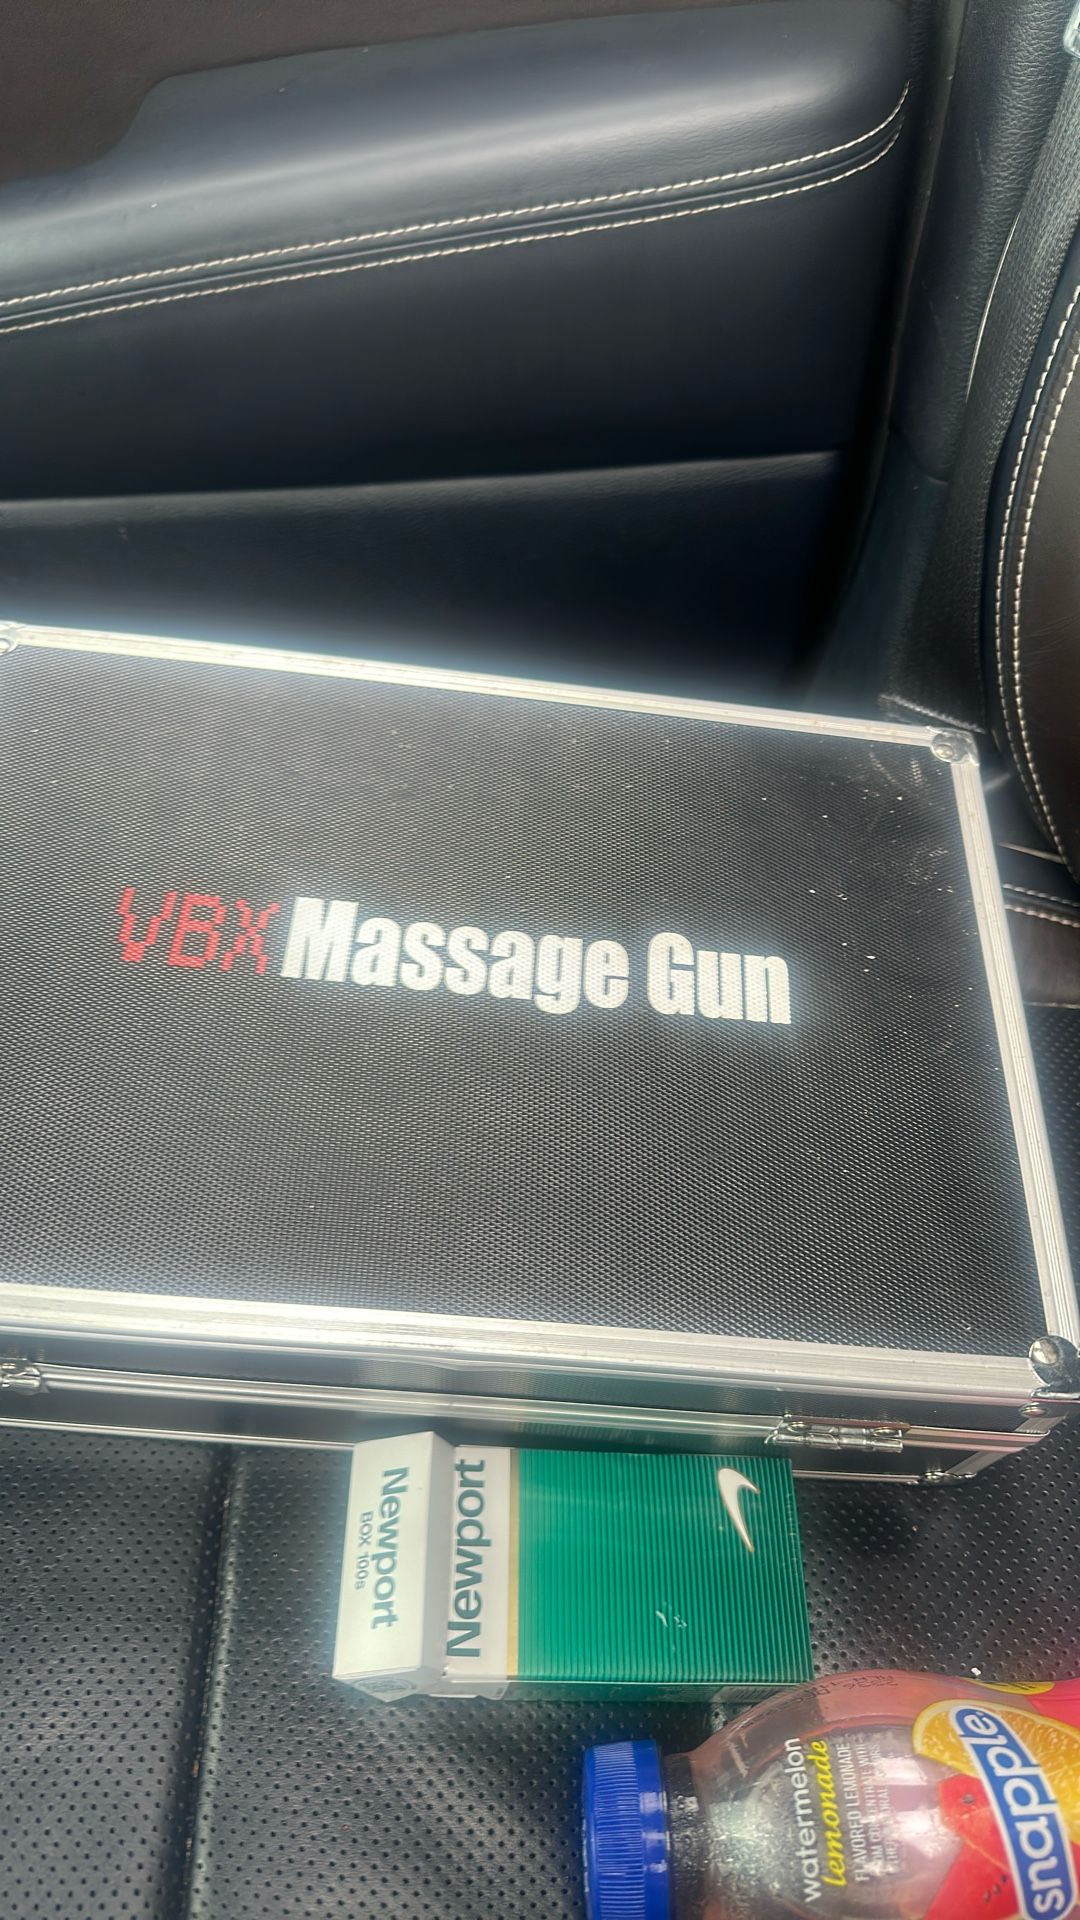 VBX Massage Gun
Newport
BOX 100s
Newport
watermelon
lemonade
FLAVORED LEMONADE
Snapple